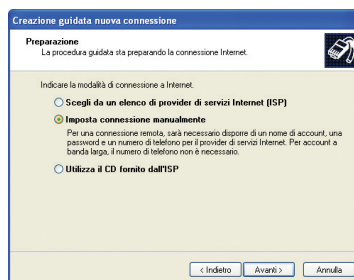 Creazione guidata nuova connessione
Preparazione
La procedura guidata sta preparando la connessione Internet.
Indicare la modalità di connessione a Internet.
Scegli da un elenco di provider di servizi Internet (ISP)
Imposta connessione manualmente
Per una connessione remota, sarà necessario disporre di un nome di account, una
password e un numero di telefono per il provider di servizi Internet. Per account a
banda larga, il numero di telefono non è necessario.
Utilizza il CD fornito dall'ISP
< Indietro
Avanti >
Annulla